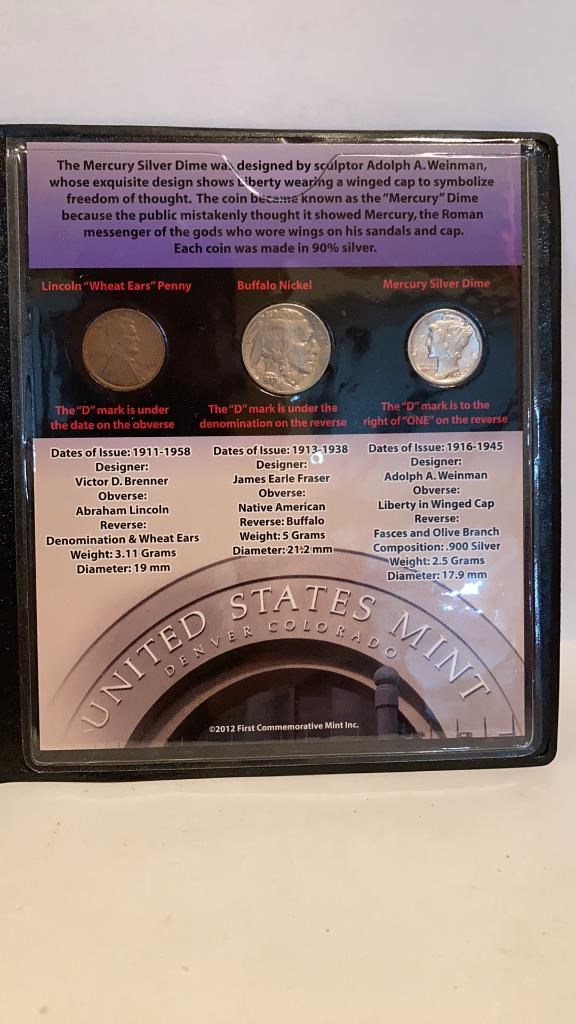 The Mercury Silver Dime was designed by sculptor Adolph A. Weinman,
whose exquisite design shows Liberty wearing a winged cap to symbolize
freedom of thought. The coin became known as the "Mercury" Dime
because the public mistakenly thought it showed Mercury, the Roman
messenger of the gods who wore wings on his sandals and cap.
Each coin was made in 90% silver.
Lincoln "Wheat Ears" Penny
Buffalo Nickel
Mercury Silver Dime
The "D" mark is under
the date on the obverse
The "D" mark is under the
denomination on the reverse
The "D" mark is to the
right of "ONE" on the reverse
Dates of Issue: 1911-1958
Designer:
Victor D. Brenner
Obverse:
Abraham Lincoln
Reverse:
Denomination & Wheat Ears
Weight: 3.11 Grams
Diameter: 19 mm
Dates of Issue: 1913-1938
Designer:
James Earle Fraser
Obverse:
Native American
Reverse: Buffalo
Weight: 5 Grams
Diameter: 21.2 mm
Dates of Issue: 1916-1945
Designer:
Adolph A. Weinman
Obverse:
Liberty in Winged Cap
Reverse:
Fasces and Olive Branch
Composition: .900 Silver
Weight: 2.5 Grams
Diameter: 17.9 mm
UNITED STATES MINT
DENVER COLORADO
©2012 First Commemorative Mint Inc.